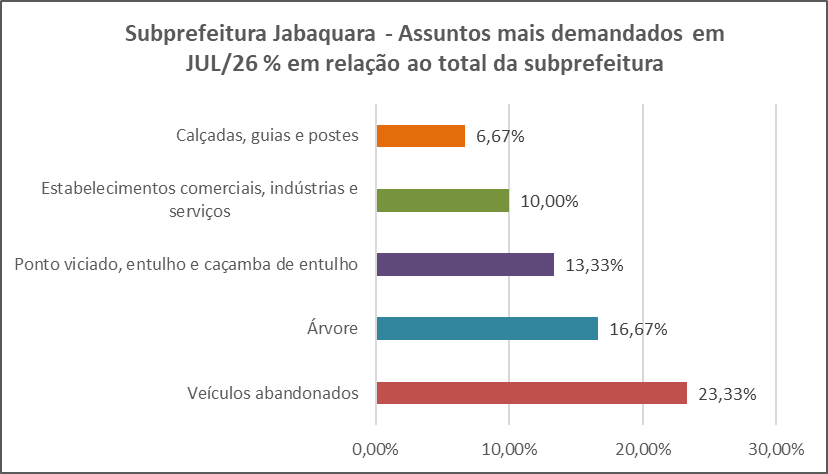 Subprefeitura Jabaquara - Assuntos mais demandados em
JUL/26 % em relação ao total da subprefeitura
Calçadas, guias e postes
6,67%
Estabelecimentos comerciais, indústrias e
serviços
10,00%
Ponto viciado, entulho e caçamba de entulho
13,33%
Árvore
16,67%
Veículos abandonados
23,33%
0,00%
10,00%
20,00%
30,00%